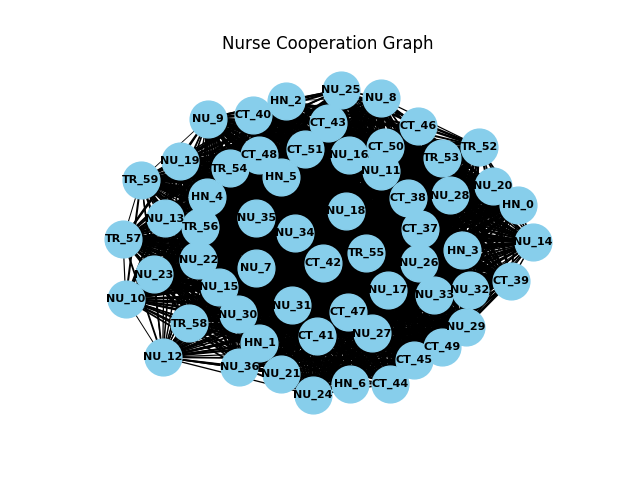 Nurse Cooperation Graph
NU_25
NU_8
HN_2
CT_40
NU_9
CT_43
CT_46
TR_52
CT_50
CT_51
CT_48
NU_16
TR_53
NU_19
TR_54
NU_11
HN_5
TR_59
NU_20
NU_28
HN_4
CT_38
HN_0
NU_18
NU_13
NU_35
TR_56
CT_37
NU_34
TR_57
NU_14
HN_3
TR_55
NU_22
CT_42
NU_26
NU_7
NU_23
CT_39
NU_15
NU_17
NU_32
NU_33
NU_10
NU_31
CT_47
NU_30
TR_58
NU_29
NU_27
CT_41
HN_1
CT_49
NU_12
CT_45
NU_36
NU_21
HN_6
CT_44
NU_24